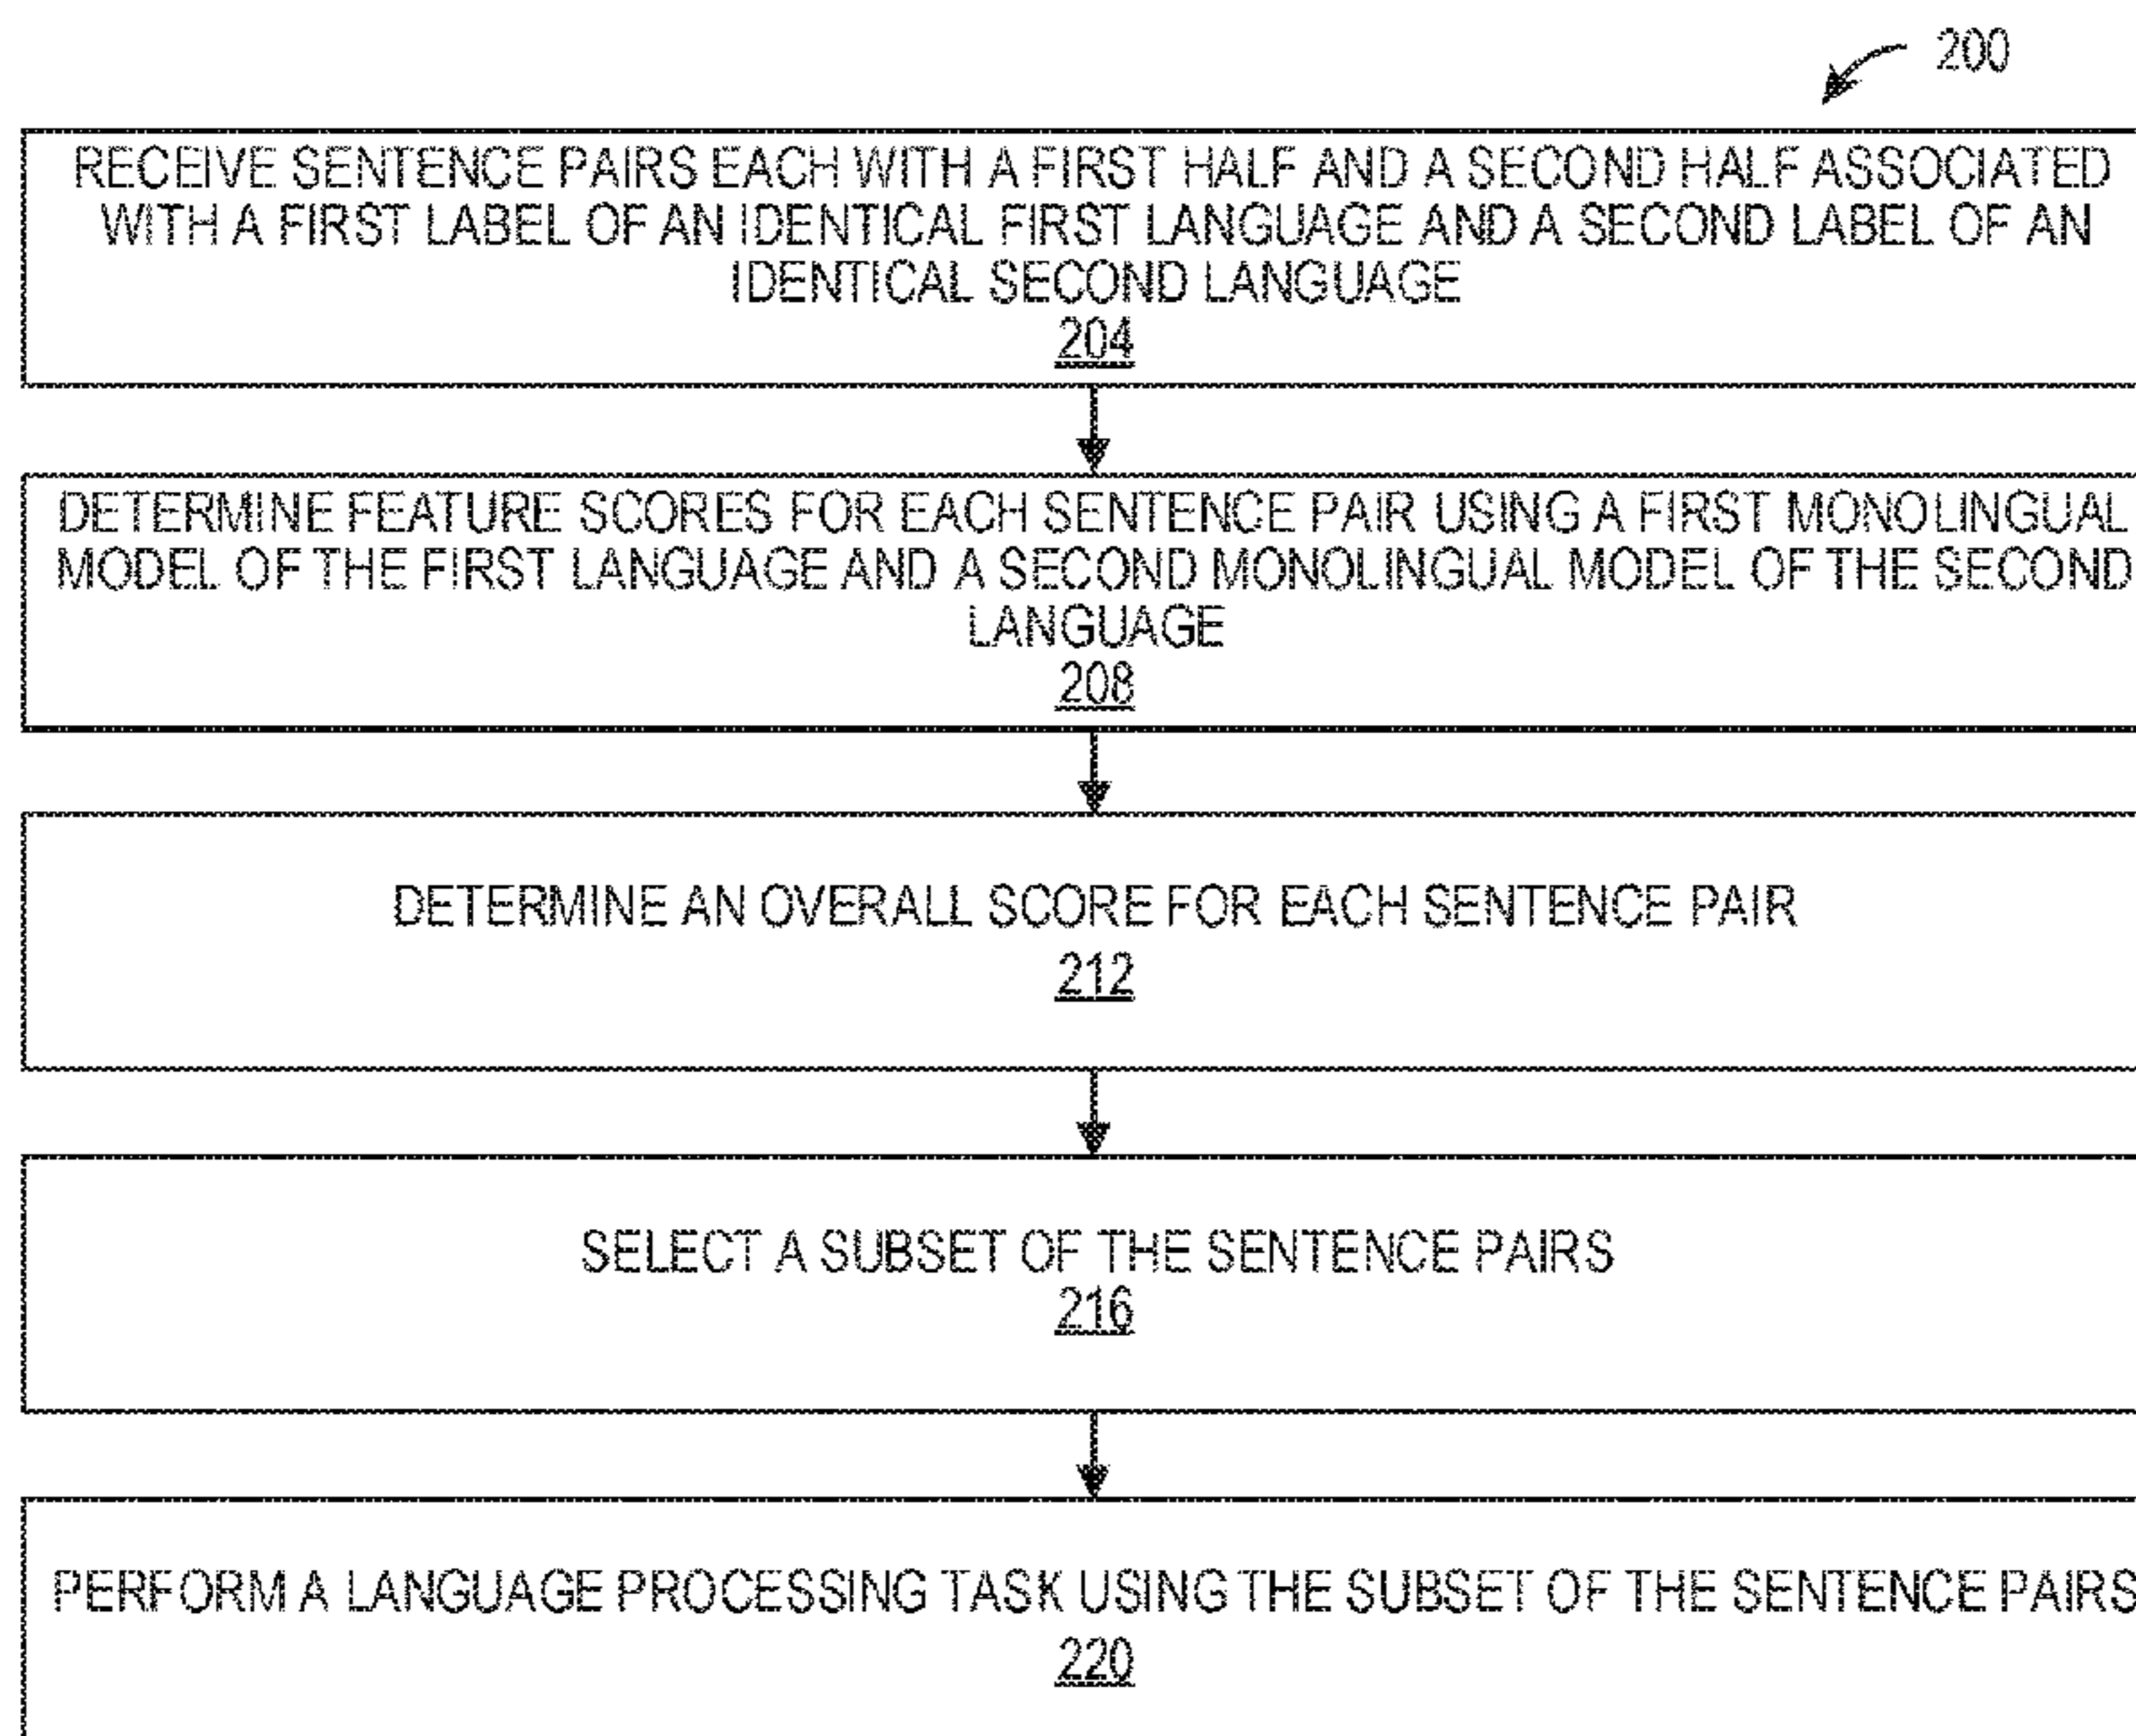 200
RECEIVE SENTENCE PAIRS EACH WITH A FIRST HALF AND A SECOND HALF ASSOCIATED
WITH A FIRST LABEL OF AN IDENTICAL FIRST LANGUAGE AND A SECOND LABEL OF AN
IDENTICAL SECOND LANGUAGE
204
DETERMINE FEATURE SCORES FOR EACH SENTENCE PAIR USING A FIRST MONOLINGUAL
MODEL OF THE FIRST LANGUAGE AND A SECOND MONOLINGUAL MODEL OF THE SECOND
LANGUAGE
208
DETERMINE AN OVERALL SCORE FOR EACH SENTENCE PAIR
212
SELECT A SUBSET OF THE SENTENCE PAIRS
216
PERFORM A LANGUAGE PROCESSING TASK USING THE SUBSET OF THE SENTENCE PAIRS
220